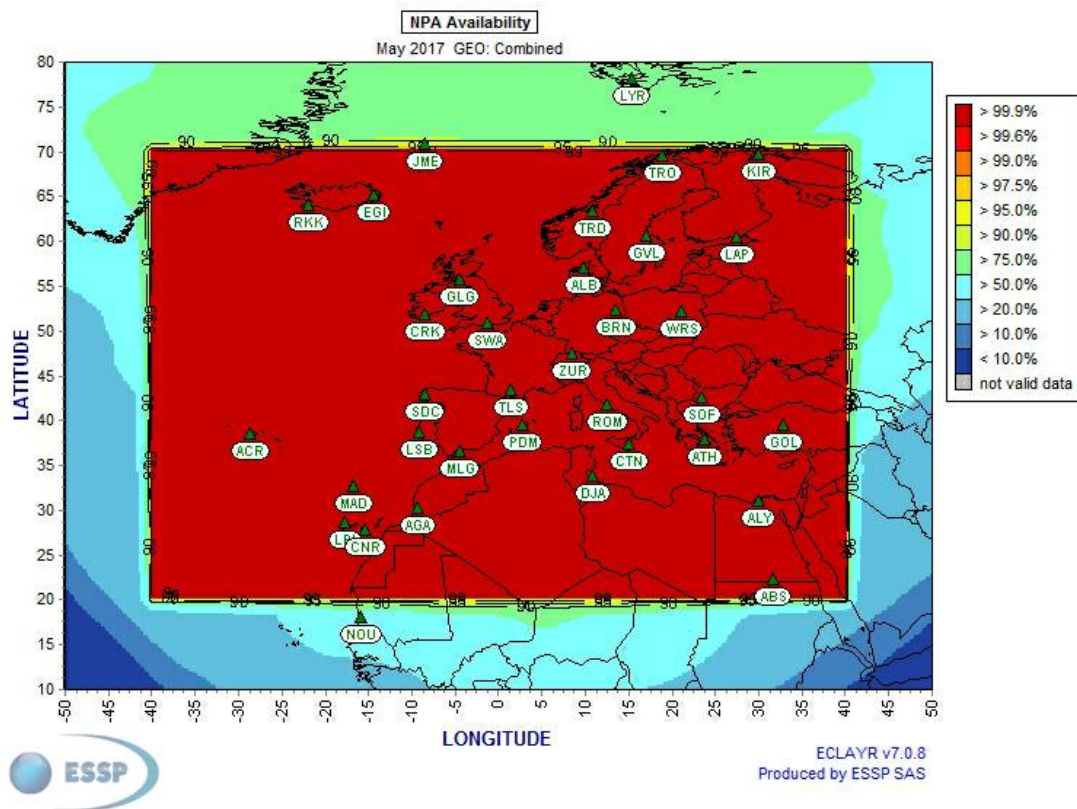 NPA Availability
May 2017 GEO: Combined
80
75
70
65
60
55
50
45
40
35
30
25
20
15
10
LATITUDE
LYR
JME
TRO
KIR
RKK
EGI
TRD
GVL
LAP
ALB
GLG
CRK
SWA
BRN
WRS
ZUR
SDC
TLS
ROM
SOF
ACR
LSB
MLG
PDM
CTN
ATH
GOL
MAD
DJA
AGA
ALY
CNR
ABS
NOU
-50 -45 -40 -35 -30 -25 -20 -15 -10 -5 0 5 10 15 20 25 30 35 40 45 50
LONGITUDE
> 99.9%
> 99.6%
> 99.0%
> 97.5%
> 95.0%
> 90.0%
> 75.0%
> 50.0%
> 20.0%
> 10.0%
< 10.0%
not valid data
ESSP
ECLAYR v7.0.8
Produced by ESSP SAS